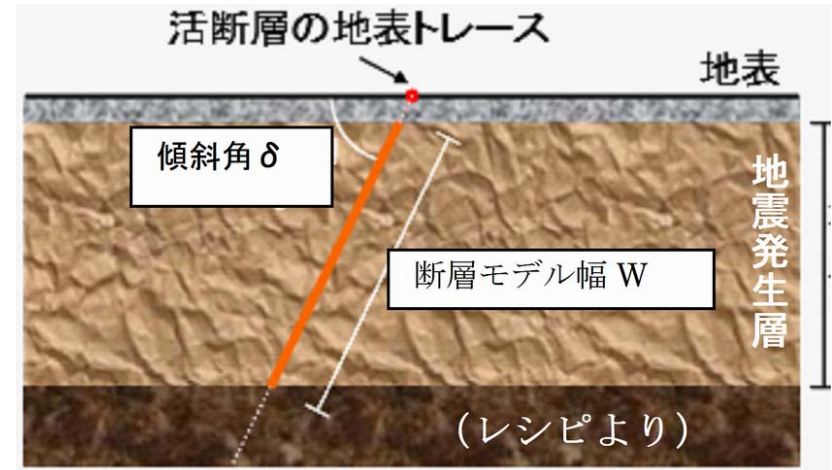 活断層の地表トレース
地表
傾斜角δ
地震発生層
断層モデル幅 W
（レシピより）